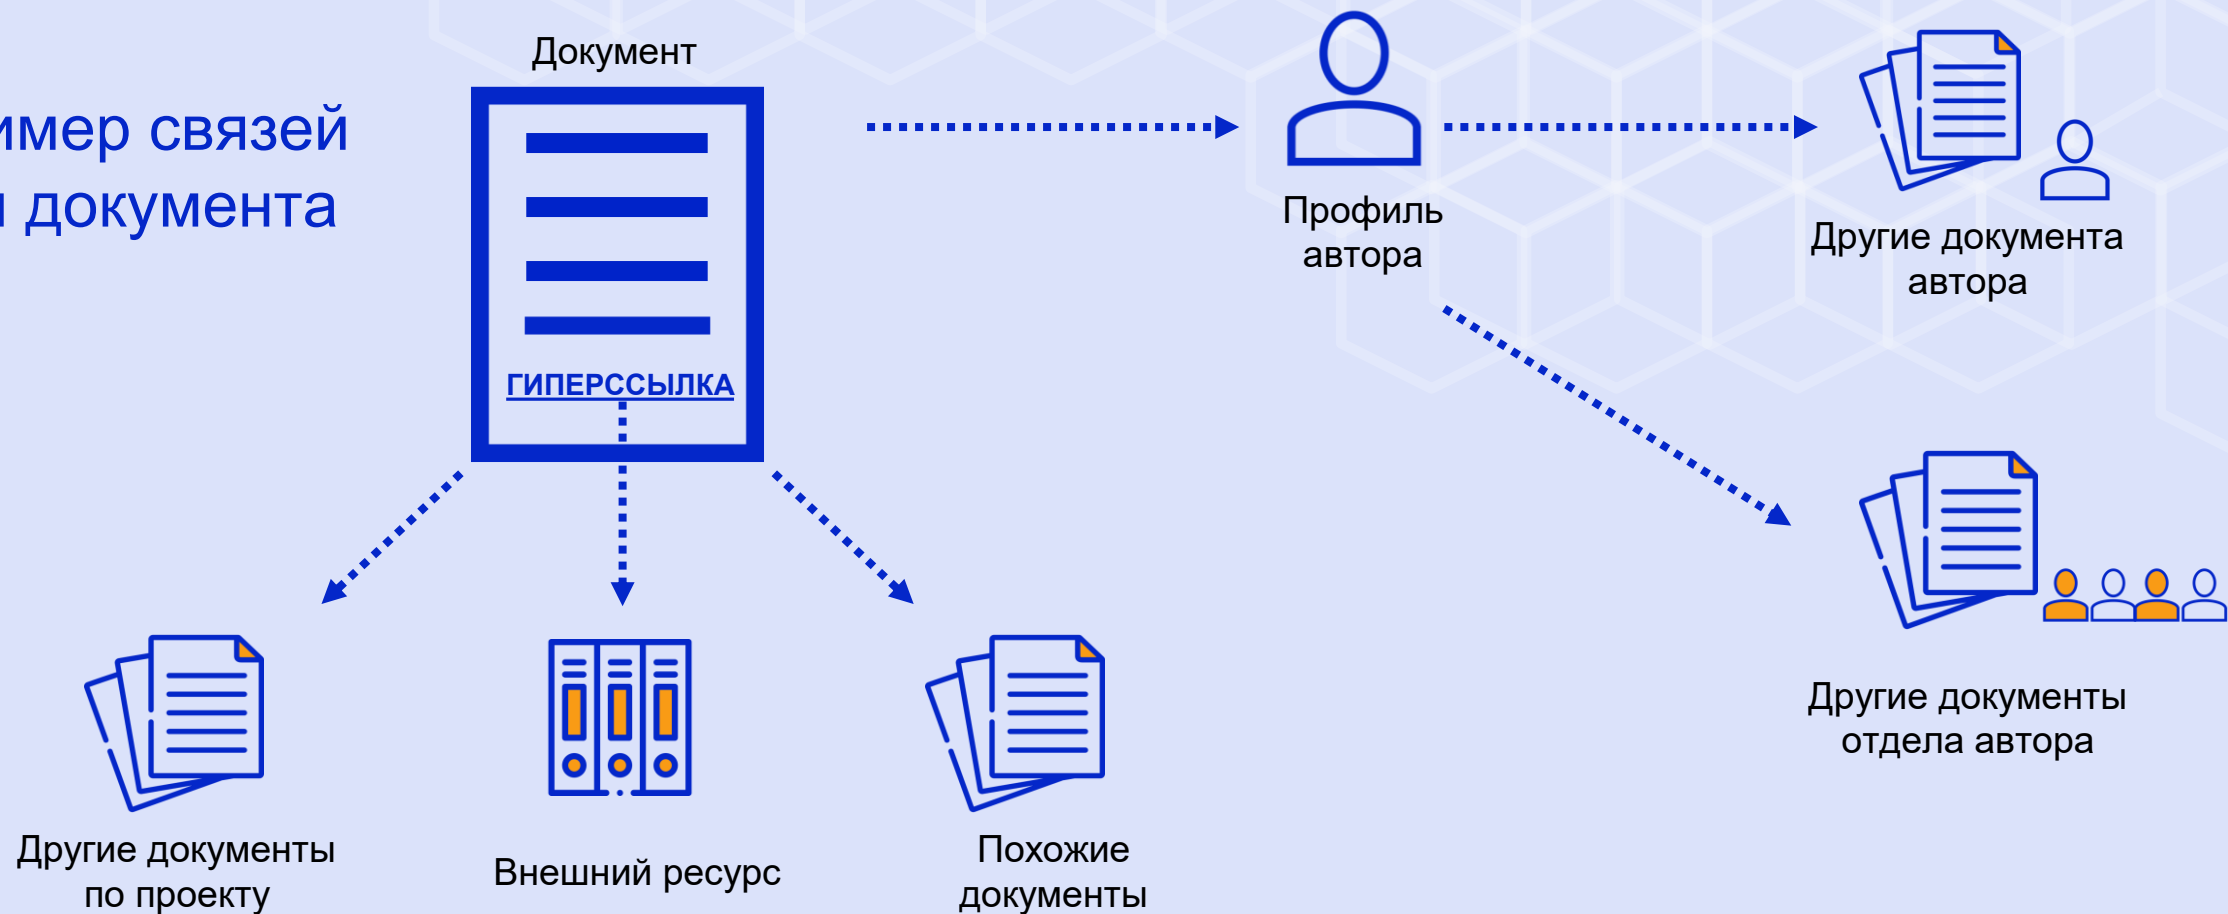 имер связей
документа
Документ
ГИПЕРССЫЛКА
Профиль
автора
Другие документа
автора
Другие документы
отдела автора
Другие документы
по проекту
Внешний ресурс
Похожие
документы